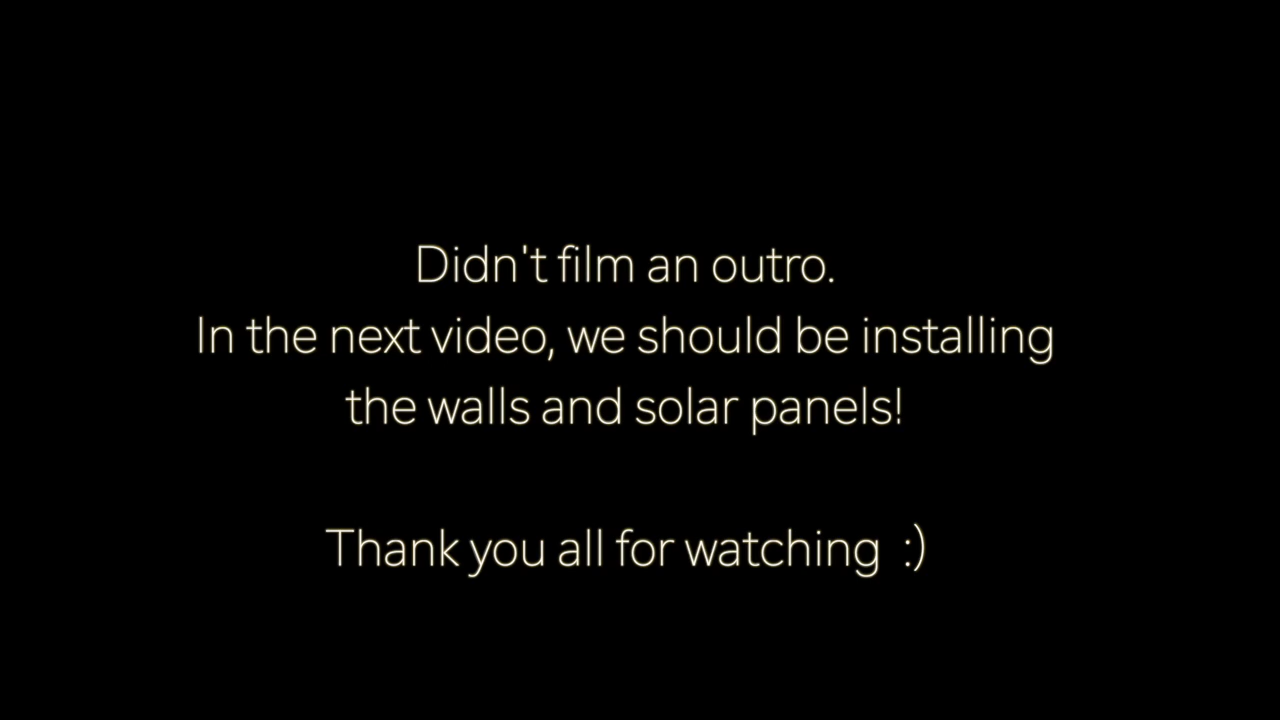 Didn't film an outro.
In the next video, we should be installing
the walls and solar panels!
Thank you all for watching :)